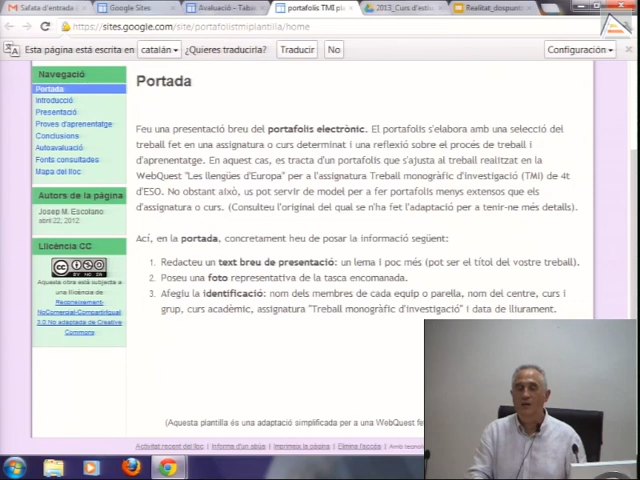 Safata d'entrada
Google Sites
Avaluació - Tabau
portafolis TMI pla
2013_Curs d'estiu
Realitat_dospunts
https://sites.google.com/site/portafolistmiplantilla/home
Esta página está escrita en catalán ¿Quieres traducirla? Traducir No Configuración
Navegació
Portada
Introducció
Presentació
Proves d'aprenentatge
Conclusions
Autoavaluació
Fonts consultades
Mapa del lloc
Autors de la pàgina
Josep M. Escolano
abril 22, 2012
Llicència CC
Aquesta obra està subjecta a
una llicència de
Reconeixement-
NoComercial-CompartirIgual
3.0 No adaptada de Creative
Commons
Portada
Feu una presentació breu del portafolis electrònic. El portafolis s'elabora amb una selecció del
treball fet en una assignatura o curs determinat i una reflexió sobre el procés de treball i
d'aprenentatge. En aquest cas, es tracta d'un portafolis que s'ajusta al treball realitzat en la
WebQuest "Les llengües d'Europa" per a l'assignatura Treball monogràfic d'investigació (TMI) de 4t
d'ESO. No obstant això, us pot servir de model per a fer portafolis menys extensos que els
d'assignatura o curs. (Consulteu l'original del qual se n'ha fet l'adaptació per a tenir-ne més detalls).
Ací, en la portada, concretament heu de posar la informació següent:
1. Redacteu un text breu de presentació: un lema i poc més (pot ser el títol del vostre treball).
2. Poseu una foto representativa de la tasca encomanada.
3. Afegiu la identificació: nom dels membres de cada equip o parella, nom del centre, curs i
grup, curs acadèmic, assignatura "Treball monogràfic d'investigació" i data de lliurament.
(Aquesta plantilla és una adaptació simplificada per a una WebQuest fe
Activitat recent del lloc | Informa d'un abús | Imprimeix la pàgina | Elimina l'accés | Amb tecno